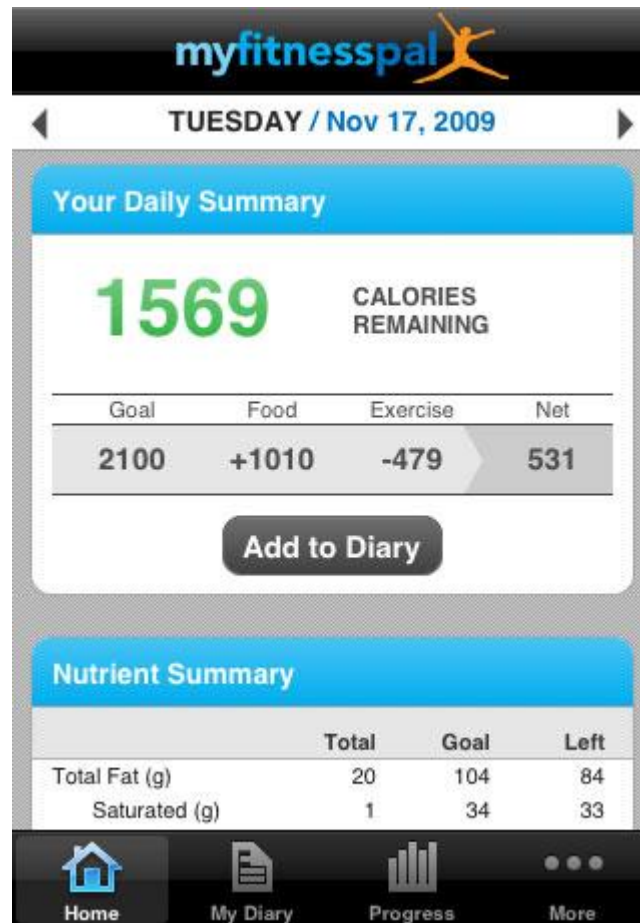 myfitnesspal
TUESDAY / Nov 17, 2009
Your Daily Summary
1569 CALORIES REMAINING
Goal Food Exercise Net
2100 +1010 -479 531
Add to Diary
Nutrient Summary
Total Goal Left
Total Fat (g) 20 104 84
Saturated (g) 1 34 33
Home My Diary Progress More